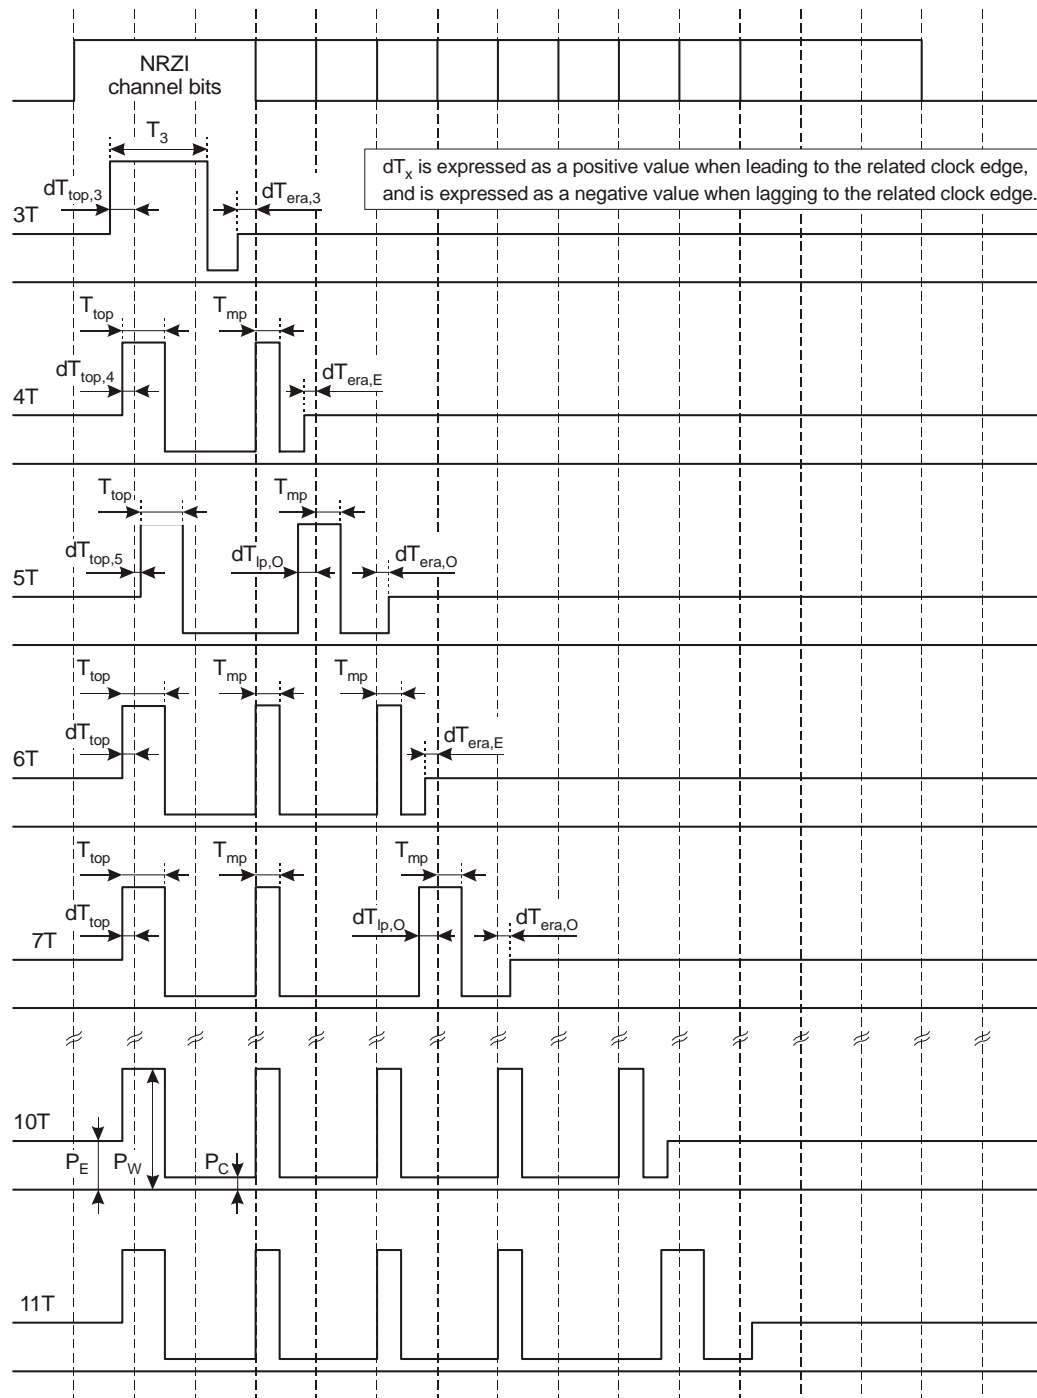 NRZI
channel bits
T3
dTx is expressed as a positive value when leading to the related clock edge,
and is expressed as a negative value when lagging to the related clock edge.
dTtop,3
dTera,3
3T
Ttop
Tmp
dTtop,4
dTera,E
4T
Ttop
Tmp
dTtop,5
dTlp,O
dTera,O
5T
Ttop
Tmp
Tmp
dTtop
dTera,E
6T
Ttop
Tmp
Tmp
dTtop
dTlp,O
dTera,O
7T
10T
PE
PW
PC
11T